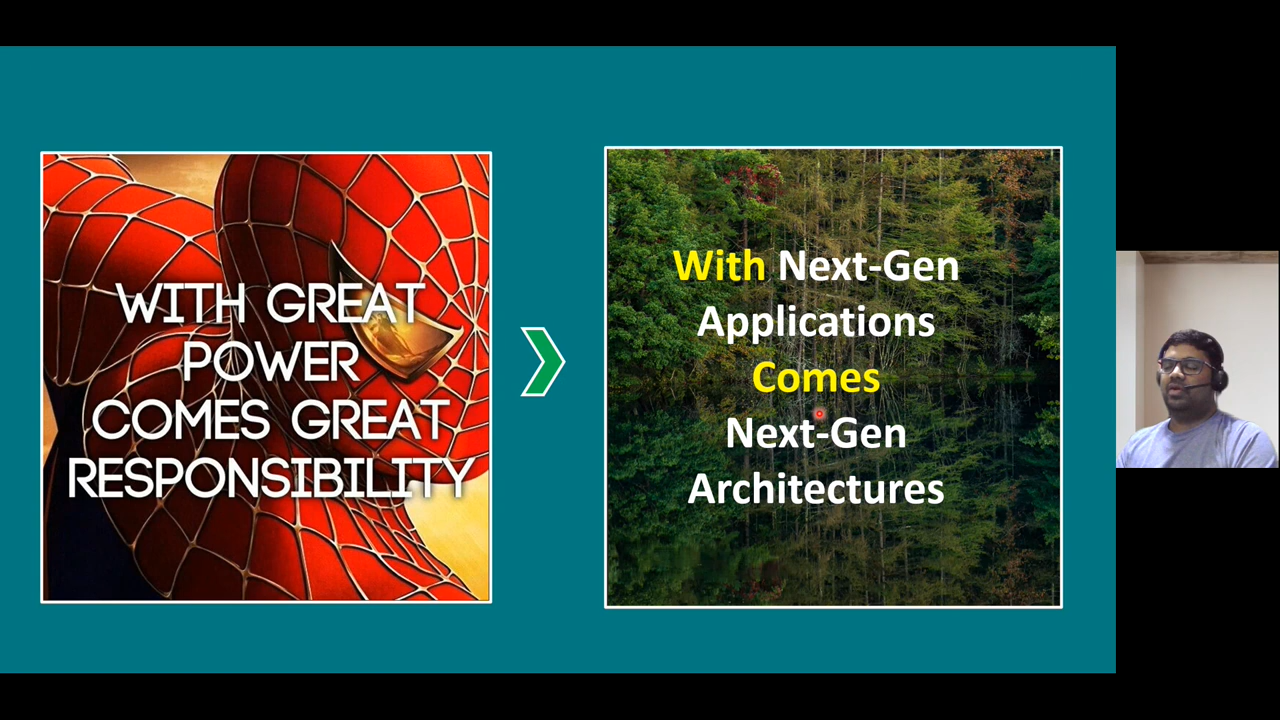 WITH GREAT
POWER
COMES GREAT
RESPONSIBILITY
With Next-Gen
Applications
Comes
Next-Gen
Architectures